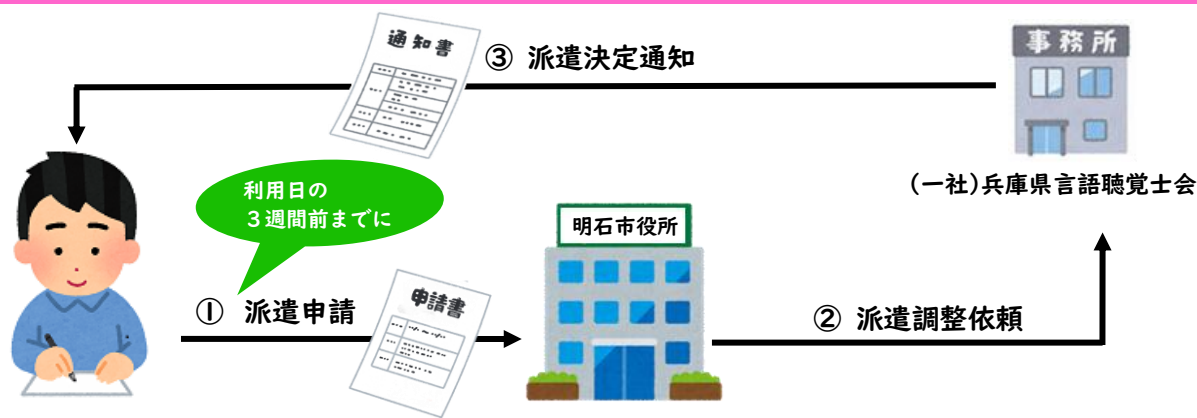 通知書
③ 派遣決定通知
事務所
(一社)兵庫県言語聴覚士会
利用日の
３週間前までに
明石市役所
① 派遣申請
申請書
② 派遣調整依頼